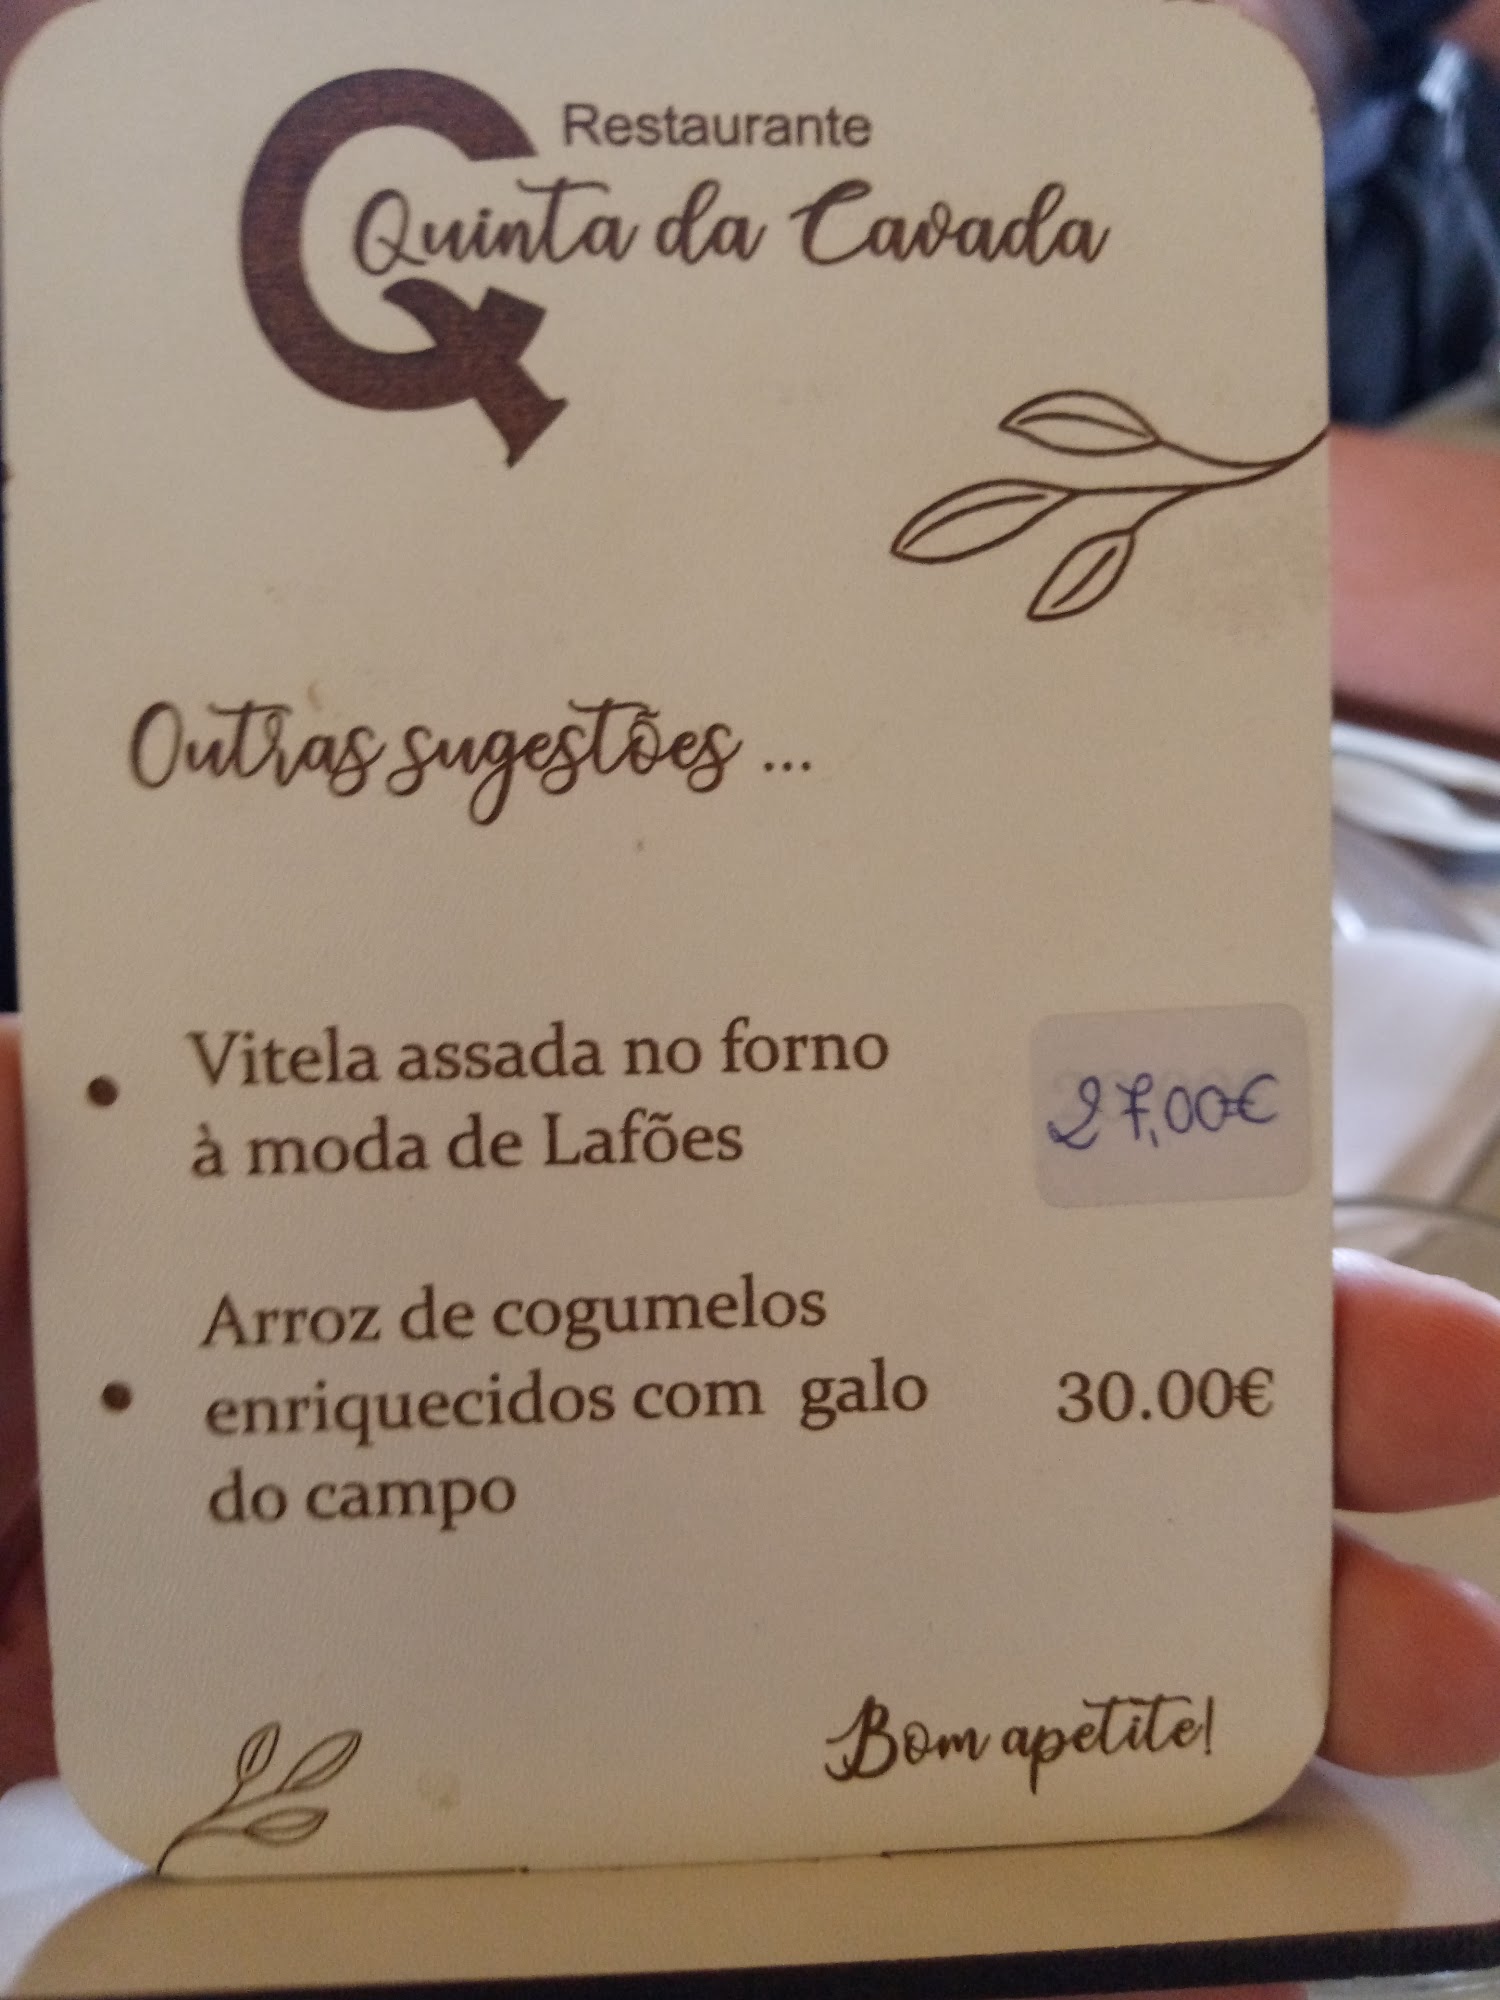 Restaurante
Quinta da Cavada
Outras sugestões ...
• Vitela assada no forno
à moda de Lafões
27,00€
• Arroz de cogumelos
enriquecidos com galo
do campo
30.00€
Bom apetite!